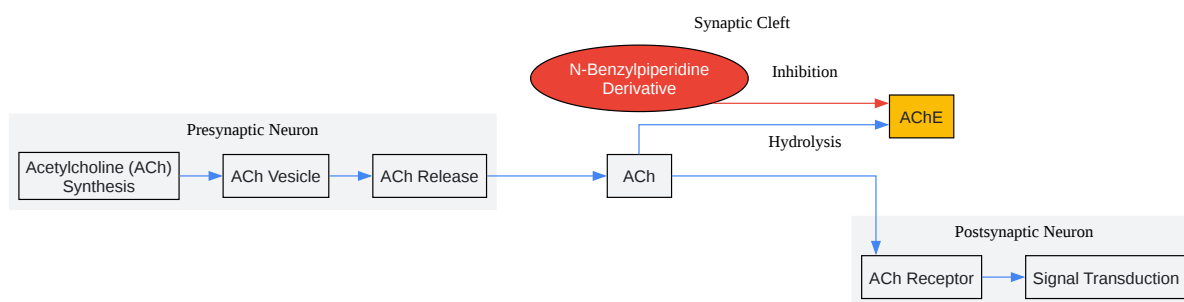 Synaptic Cleft
N-Benzylpiperidine
Derivative
Inhibition
AChE
Hydrolysis
Presynaptic Neuron
Acetylcholine (ACh)
Synthesis
ACh Vesicle
ACh Release
ACh
Postsynaptic Neuron
ACh Receptor
Signal Transduction